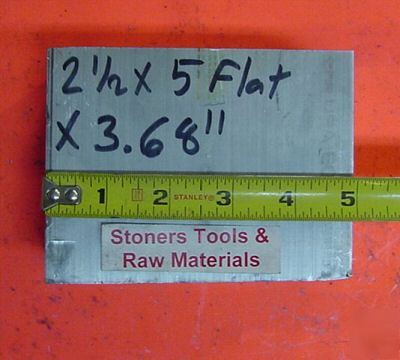 2 1/2 X 5 Flat
X 3.68"
1 2 STANLEY® 3 4 5
Stoners Tools &
Raw Materials